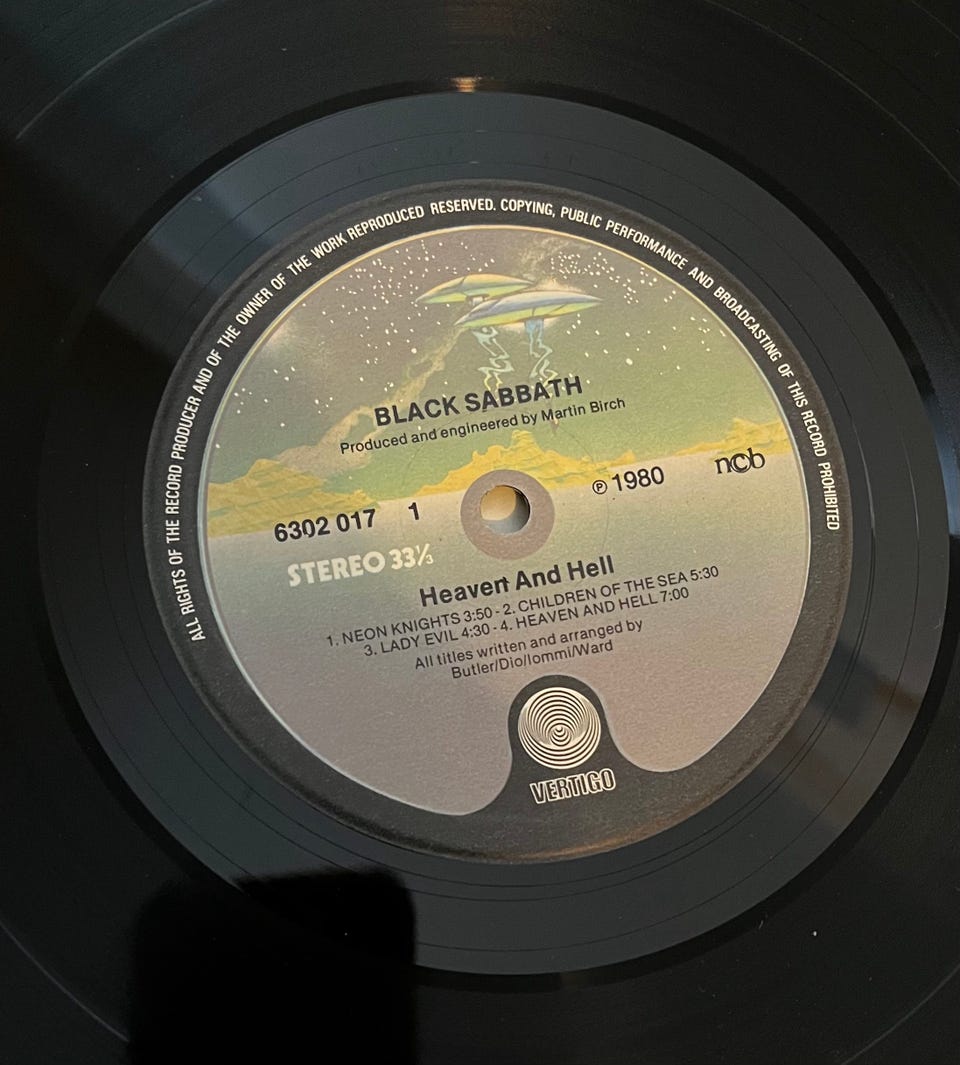 ALL RIGHTS OF THE RECORD PRODUCER AND OF THE OWNER OF THE WORK REPRODUCED RESERVED. COPYING, PUBLIC PERFORMANCE AND BROADCASTING OF THIS RECORD PROHIBITED
BLACK SABBATH
Produced and engineered by Martin Birch
6302 017 1 ℗ 1980 ncb
STEREO 33⅓
Heaven And Hell
1. NEON KNIGHTS 3:50 - 2. CHILDREN OF THE SEA 5:30
3. LADY EVIL 4:30 - 4. HEAVEN AND HELL 7:00
All titles written and arranged by
Butler/Dio/Iommi/Ward
VERTIGO